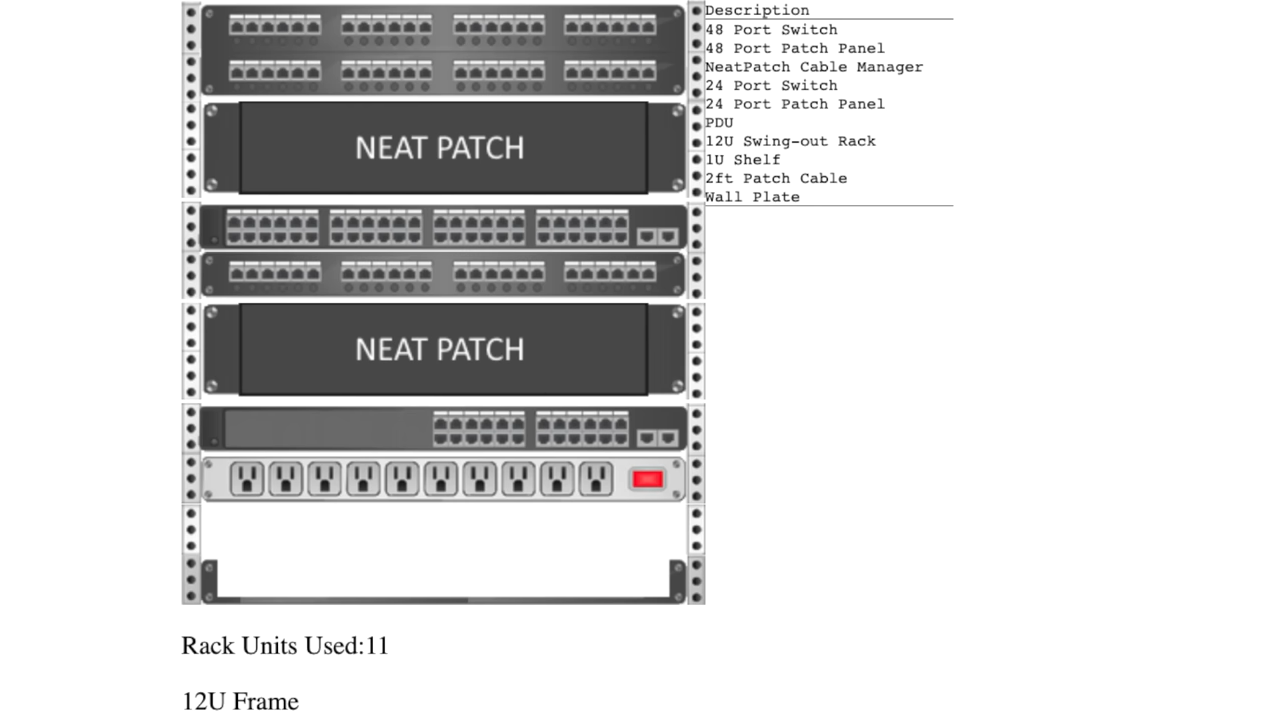 Description
48 Port Switch
48 Port Patch Panel
NeatPatch Cable Manager
24 Port Switch
24 Port Patch Panel
PDU
12U Swing-out Rack
1U Shelf
2ft Patch Cable
Wall Plate
NEAT PATCH
NEAT PATCH
Rack Units Used:11
12U Frame